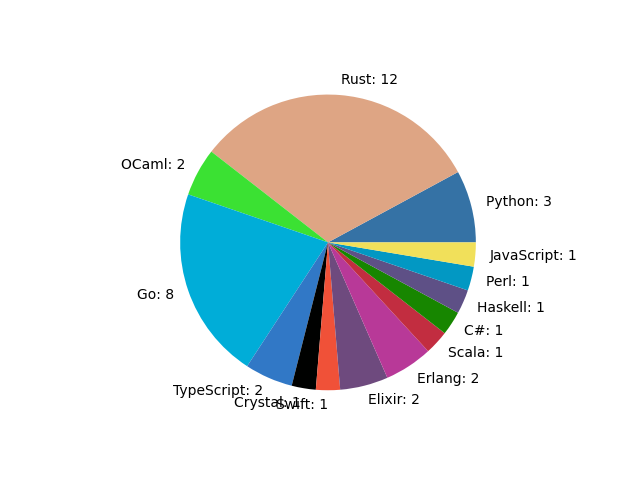 Rust: 12
Python: 3
OCaml: 2
JavaScript: 1
Perl: 1
Go: 8
Haskell: 1
C#: 1
Scala: 1
Erlang: 2
TypeScript: 2
Elixir: 2
Crystal: 1
Swift: 1